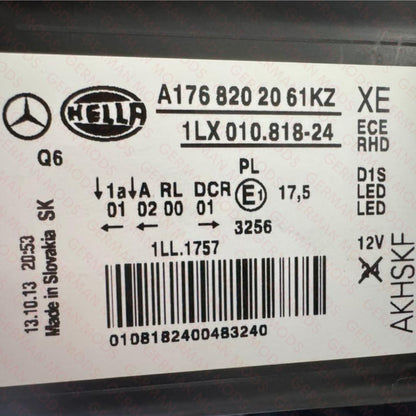 HELLA
A176 820 20 61KZ
XE
1LX 010.818-24
ECE
RHD
Q6
PL
D1S
LED
LED
↓1a↓A RL DCR E1 17,5
01 02 00 01
← ← → 3256
12V
X
1LL.1757
AKHSKF
13.10.13 20:53
Made in Slovakia SK
0108182400483240
GERMAN MODS